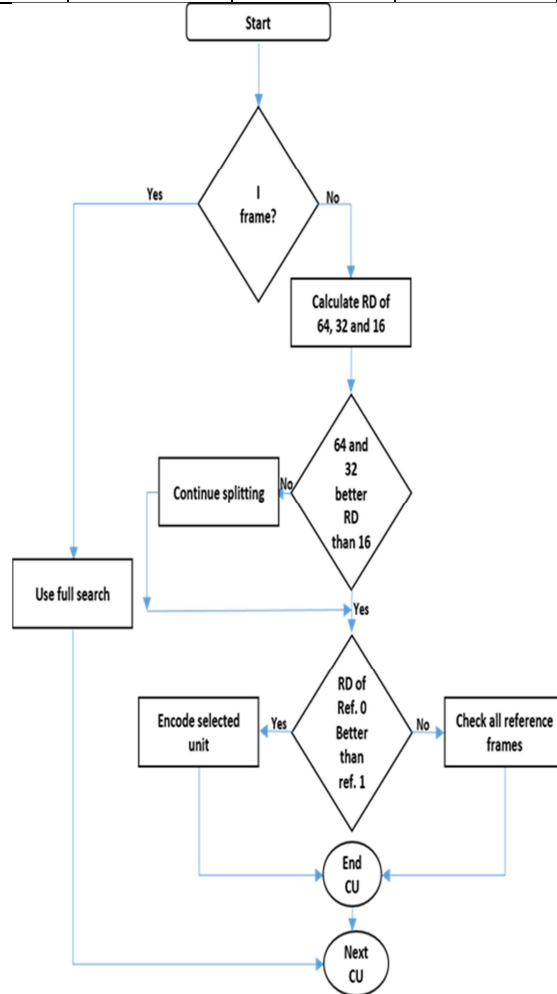 Start
I
frame?
Yes
No
Calculate RD of
64, 32 and 16
64 and
32
better
RD
than 16
No
Continue splitting
Use full search
Yes
RD of
Ref. 0
Better
than
ref. 1
Yes
Encode selected
unit
No
Check all reference
frames
End
CU
Next
CU